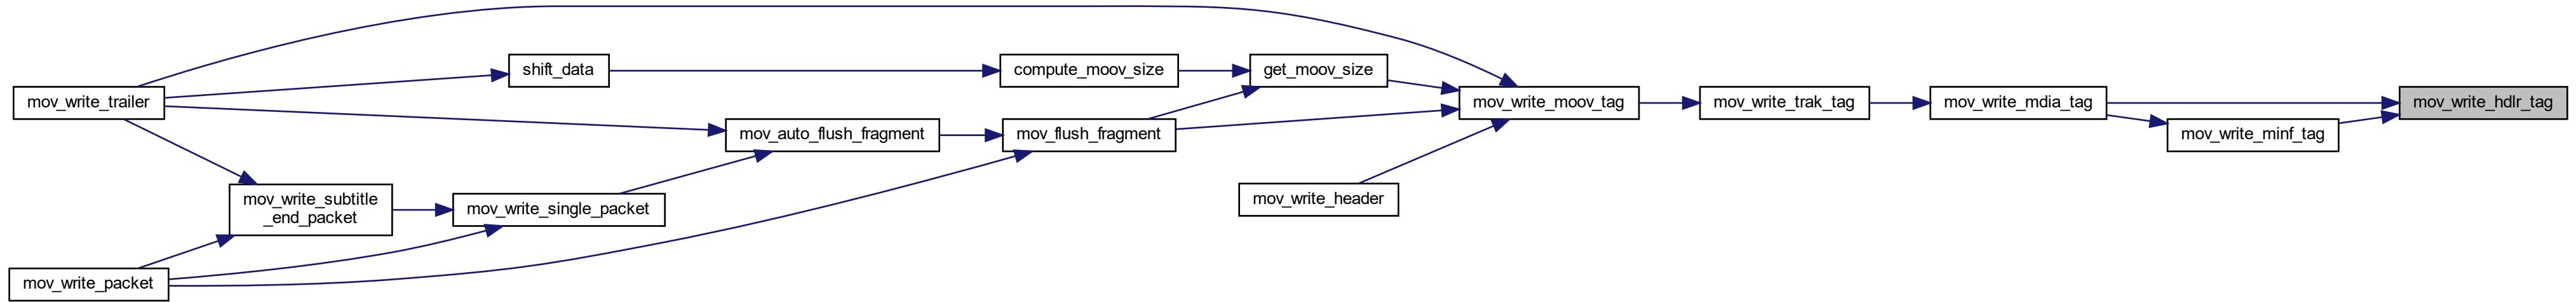 mov_write_trailer
shift_data
compute_moov_size
get_moov_size
mov_write_moov_tag
mov_write_trak_tag
mov_write_mdia_tag
mov_write_hdlr_tag
mov_auto_flush_fragment
mov_flush_fragment
mov_write_minf_tag
mov_write_subtitle
_end_packet
mov_write_single_packet
mov_write_header
mov_write_packet